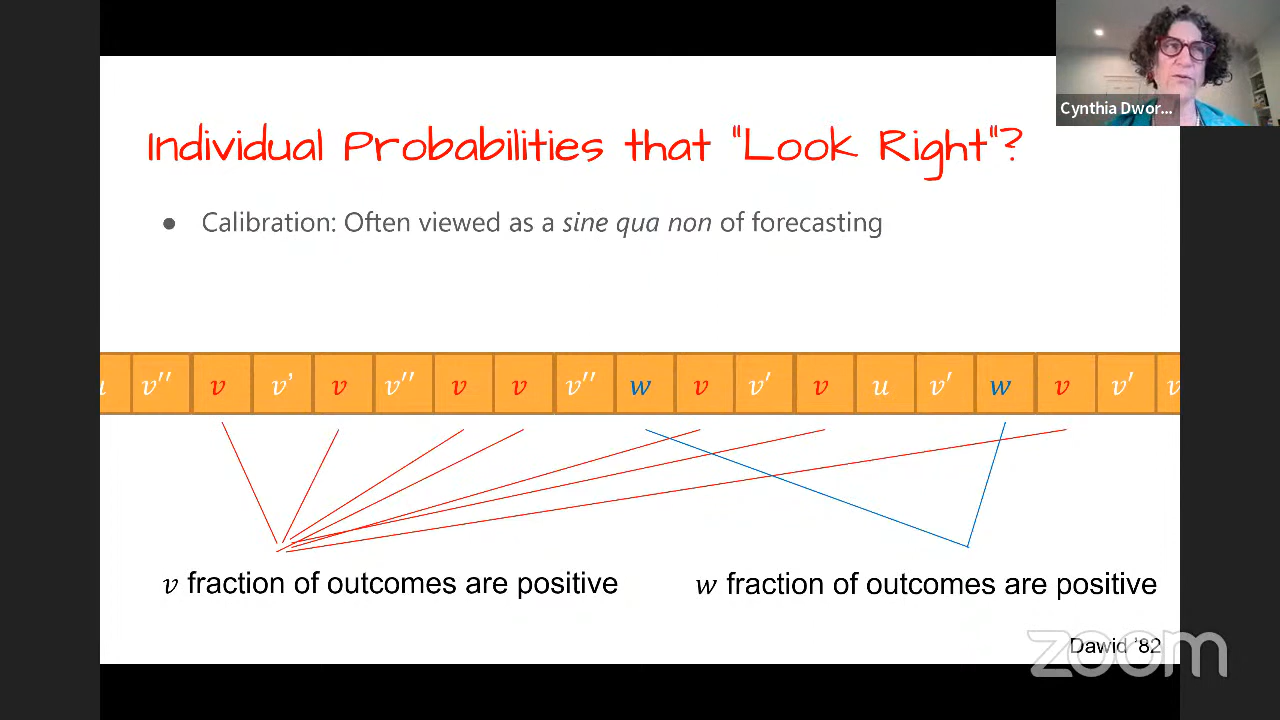 Cynthia Dwor...
Individual Probabilities that "Look Right"?
● Calibration: Often viewed as a sine qua non of forecasting
v′′ v v’ v v′′ v v v′′ w v v′ v u v′ w v v′
v fraction of outcomes are positive
w fraction of outcomes are positive
Dawid ’82
zoom